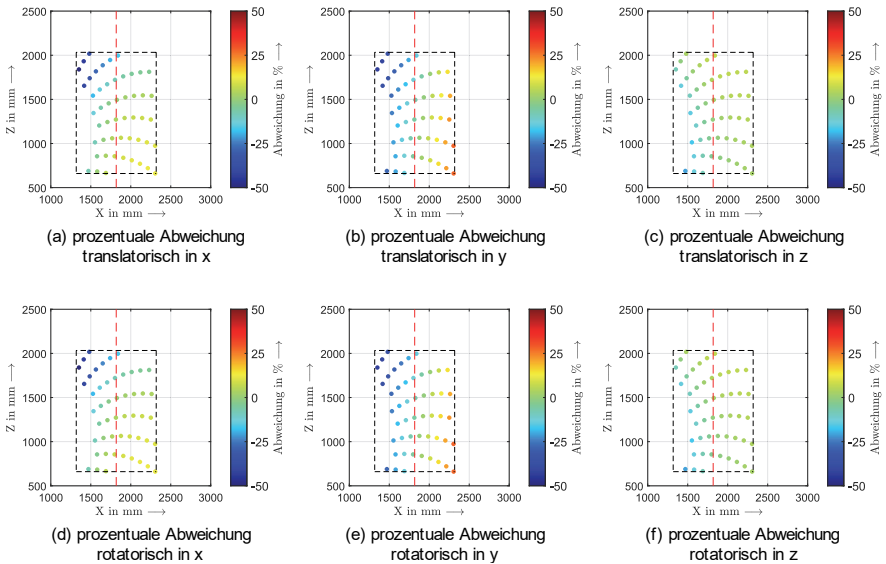 2500
2000
1500
1000
500
Z in mm ⟶
1000 1500 2000 2500 3000
X in mm ⟶
50
25
0
-25
-50
Abweichung in % ⟶
(a) prozentuale Abweichung
translatorisch in x
2500
2000
1500
1000
500
Z in mm ⟶
1000 1500 2000 2500 3000
X in mm ⟶
50
25
0
-25
-50
Abweichung in % ⟶
(b) prozentuale Abweichung
translatorisch in y
2500
2000
1500
1000
500
Z in mm ⟶
1000 1500 2000 2500 3000
X in mm ⟶
50
25
0
-25
-50
Abweichung in % ⟶
(c) prozentuale Abweichung
translatorisch in z
2500
2000
1500
1000
500
Z in mm ⟶
1000 1500 2000 2500 3000
X in mm ⟶
50
25
0
-25
-50
Abweichung in % ⟶
(d) prozentuale Abweichung
rotatorisch in x
2500
2000
1500
1000
500
Z in mm ⟶
1000 1500 2000 2500 3000
X in mm ⟶
50
25
0
-25
-50
Abweichung in % ⟶
(e) prozentuale Abweichung
rotatorisch in y
2500
2000
1500
1000
500
Z in mm ⟶
1000 1500 2000 2500 3000
X in mm ⟶
50
25
0
-25
-50
Abweichung in % ⟶
(f) prozentuale Abweichung
rotatorisch in z